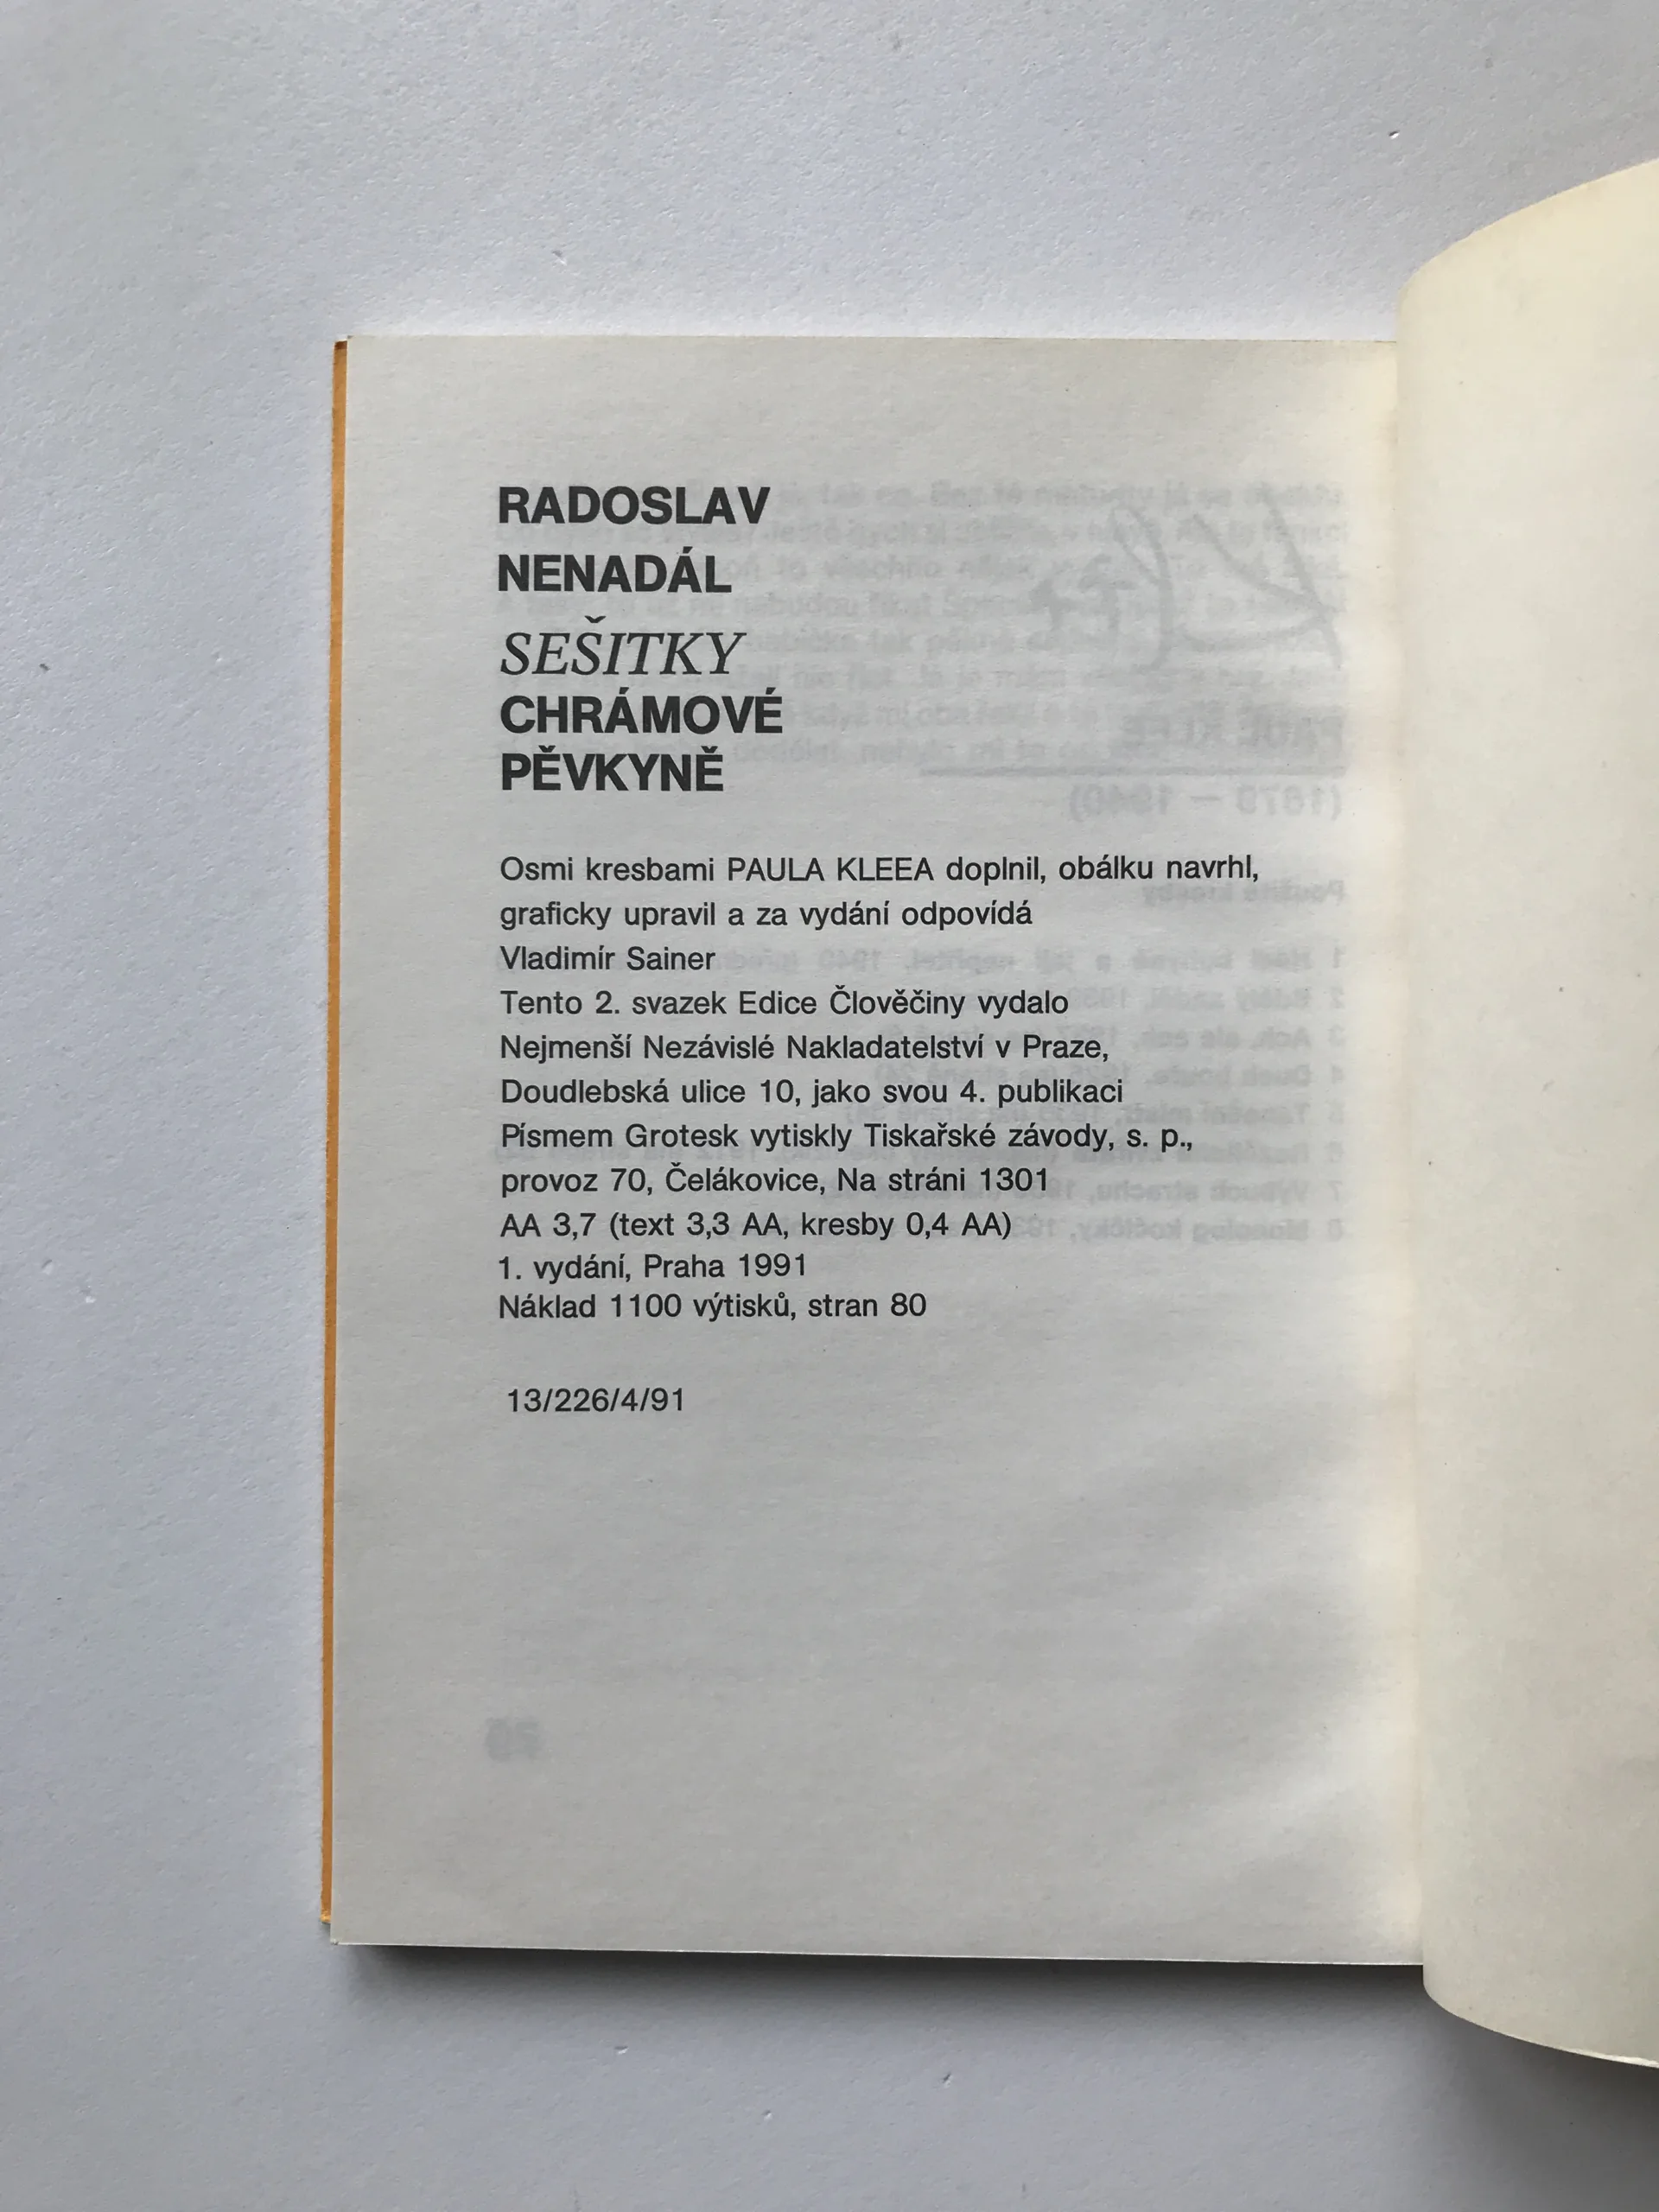 RADOSLAV
NENADÁL
SEŠITKY
CHRÁMOVÉ
PĚVKYNĚ
Osmi kresbami PAULA KLEEA doplnil, obálku navrhl,
graficky upravil a za vydání odpovídá
Vladimír Sainer
Tento 2. svazek Edice Člověčiny vydalo
Nejmenší Nezávislé Nakladatelství v Praze,
Doudlebská ulice 10, jako svou 4. publikaci
Písmem Grotesk vytiskly Tiskařské závody, s. p.,
provoz 70, Čelákovice, Na stráni 1301
AA 3,7 (text 3,3 AA, kresby 0,4 AA)
1. vydání, Praha 1991
Náklad 1100 výtisků, stran 80
13/226/4/91